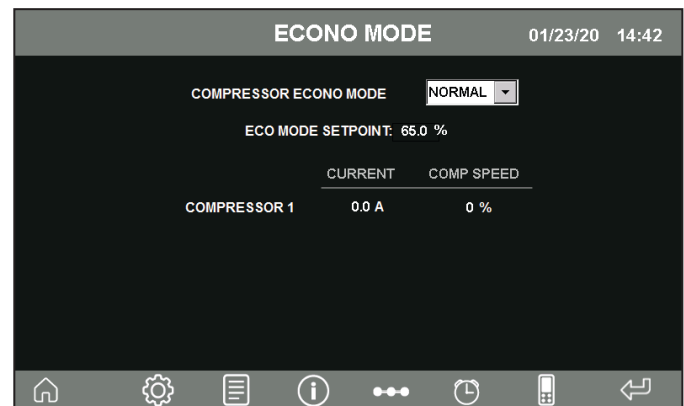 ECONO MODE 01/23/20 14:42
COMPRESSOR ECONO MODE NORMAL
ECO MODE SETPOINT: 65.0 %
CURRENT COMP SPEED
COMPRESSOR 1 0.0 A 0 %